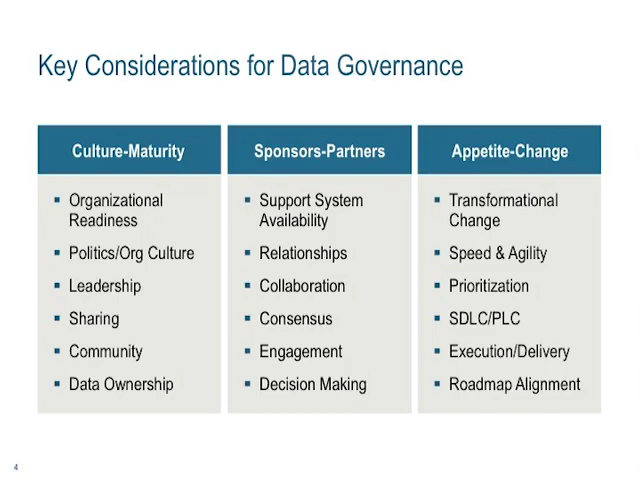 Key Considerations for Data Governance
Culture-Maturity
Organizational
Readiness
Politics/Org Culture
Leadership
Sharing
Community
Data Ownership
Sponsors-Partners
Support System
Availability
Relationships
Collaboration
Consensus
Engagement
Decision Making
Appetite-Change
Transformational
Change
Speed & Agility
Prioritization
SDLC/PLC
Execution/Delivery
Roadmap Alignment
4